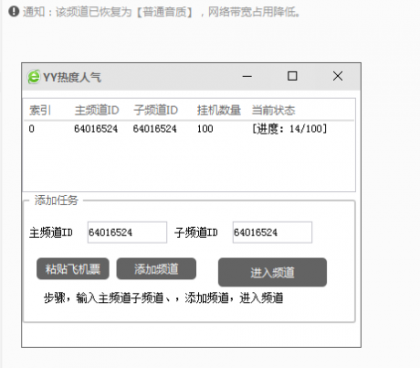 通知：该频道已恢复为【普通音质】，网络带宽占用降低。
YY热度人气
索引 主频道ID 子频道ID 挂机数量 当前状态
0 64016524 64016524 100 [进度: 14/100]
添加任务
主频道ID 64016524 子频道ID 64016524
粘贴飞机票 添加频道 进入频道
步骤，输入主频道子频道、，添加频道，进入频道